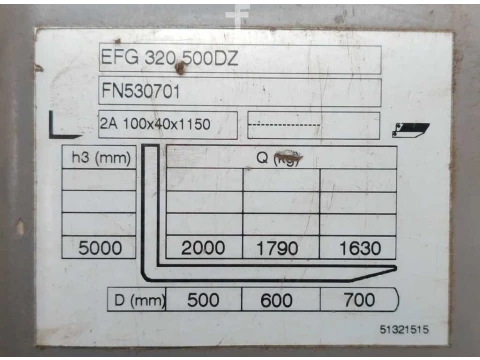 EFG 320 500DZ
FN530701
2A 100x40x1150
h3 (mm) Q (kg)
5000 2000 1790 1630
D (mm) 500 600 700
51321515